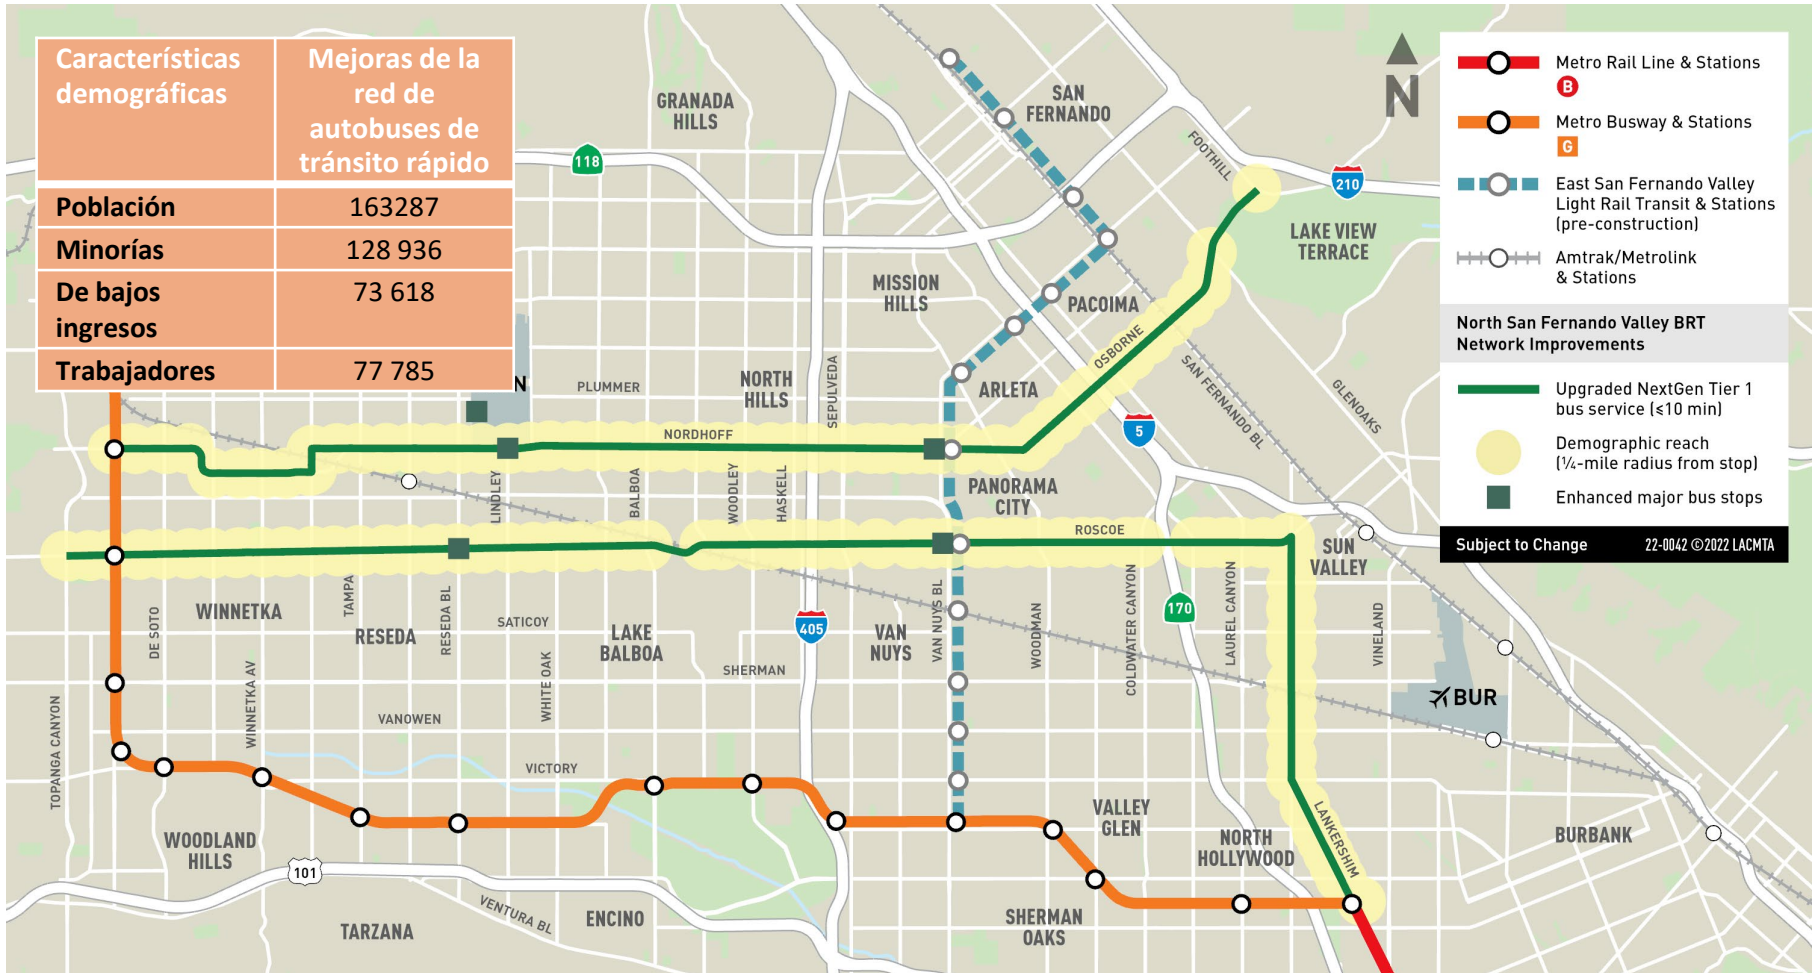 Características
demográficas
Mejoras de la
red de
autobuses de
tránsito rápido
Población
163287
Minorías
128 936
De bajos
ingresos
73 618
Trabajadores
77 785
N
Metro Rail Line & Stations
B
Metro Busway & Stations
G
East San Fernando Valley
Light Rail Transit & Stations
(pre-construction)
Amtrak/Metrolink
& Stations
North San Fernando Valley BRT
Network Improvements
Upgraded NextGen Tier 1
bus service (≤10 min)
Demographic reach
(¼-mile radius from stop)
Enhanced major bus stops
Subject to Change
22-0042 ©2022 LACMTA
GRANADA
HILLS
SAN
FERNANDO
118
FOOTHILL
210
LAKE VIEW
TERRACE
MISSION
HILLS
PACOIMA
OSBORNE
SAN FERNANDO BL
GLENOAKS
N
PLUMMER
NORTH
HILLS
SEPULVEDA
ARLETA
5
NORDHOFF
LINDLEY
BALBOA
WOODLEY
HASKELL
PANORAMA
CITY
ROSCOE
SUN
VALLEY
DE SOTO
WINNETKA
TAMPA
RESEDA
RESEDA BL
SATICOY
WHITE OAK
LAKE
BALBOA
SHERMAN
405
VAN
NUYS
VAN NUYS BL
WOODMAN
COLDWATER CANYON
170
LAUREL CANYON
VINELAND
BUR
TOPANGA CANYON
WINNETKA AV
VANOWEN
VICTORY
WOODLAND
HILLS
101
VALLEY
GLEN
NORTH
HOLLYWOOD
LANKERSHIM
BURBANK
TARZANA
VENTURA BL
ENCINO
SHERMAN
OAKS